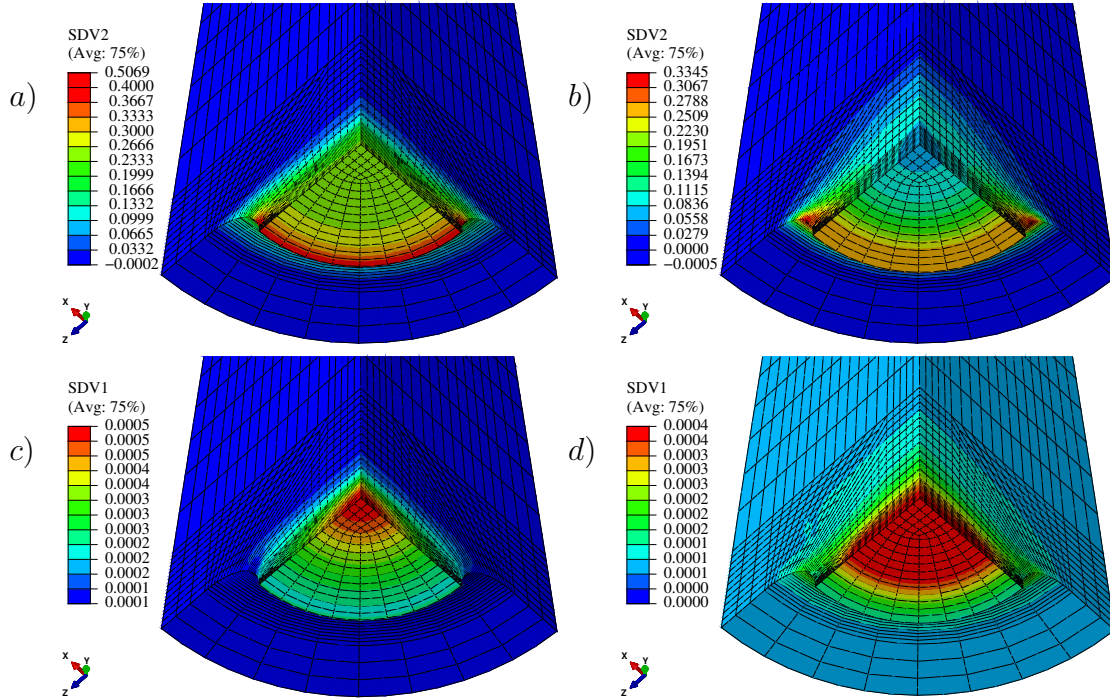 a)
SDV2
(Avg: 75%)
0.5069
0.4000
0.3667
0.3333
0.3000
0.2666
0.2333
0.1999
0.1666
0.1332
0.0999
0.0665
0.0332
−0.0002
X
Y
Z
b)
SDV2
(Avg: 75%)
0.3345
0.3067
0.2788
0.2509
0.2230
0.1951
0.1673
0.1394
0.1115
0.0836
0.0558
0.0279
0.0000
−0.0005
X
Y
Z
c)
SDV1
(Avg: 75%)
0.0005
0.0005
0.0005
0.0004
0.0004
0.0003
0.0003
0.0003
0.0002
0.0002
0.0002
0.0001
0.0001
X
Y
Z
d)
SDV1
(Avg: 75%)
0.0004
0.0004
0.0003
0.0003
0.0003
0.0002
0.0002
0.0001
0.0001
0.0001
0.0000
0.0000
X
Y
Z